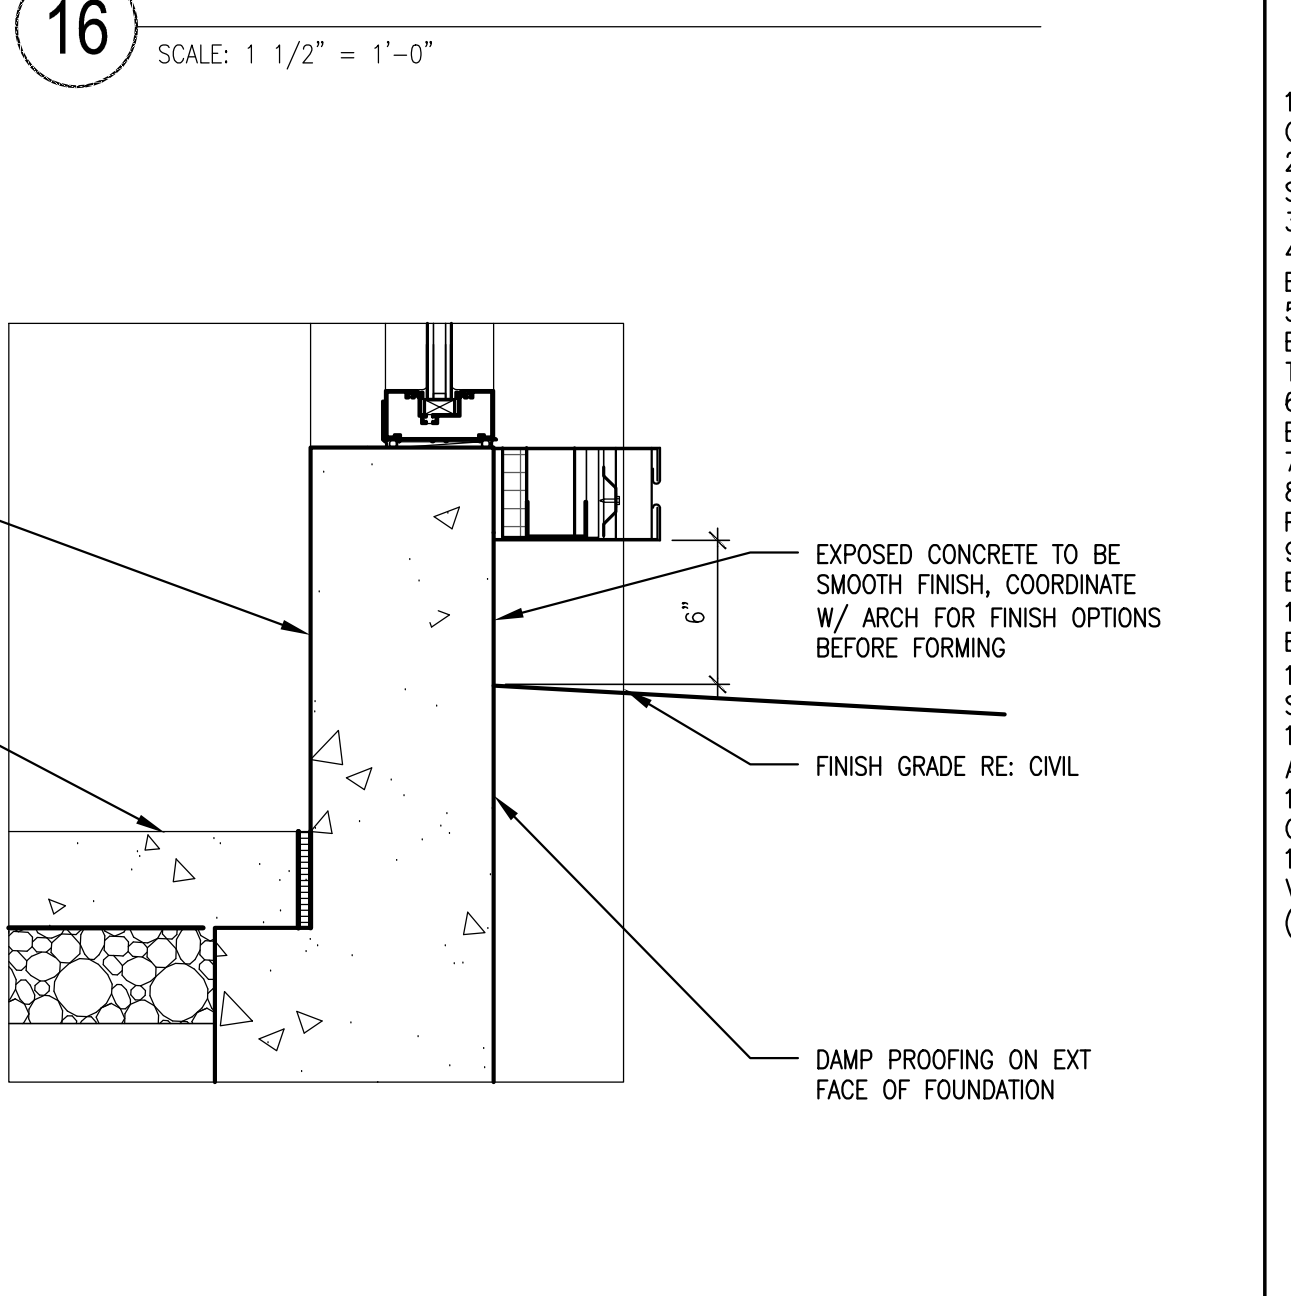 16
SCALE: 1 1/2" = 1'-0"
6"
EXPOSED CONCRETE TO BE
SMOOTH FINISH, COORDINATE
W/ ARCH FOR FINISH OPTIONS
BEFORE FORMING
FINISH GRADE RE: CIVIL
DAMP PROOFING ON EXT
FACE OF FOUNDATION